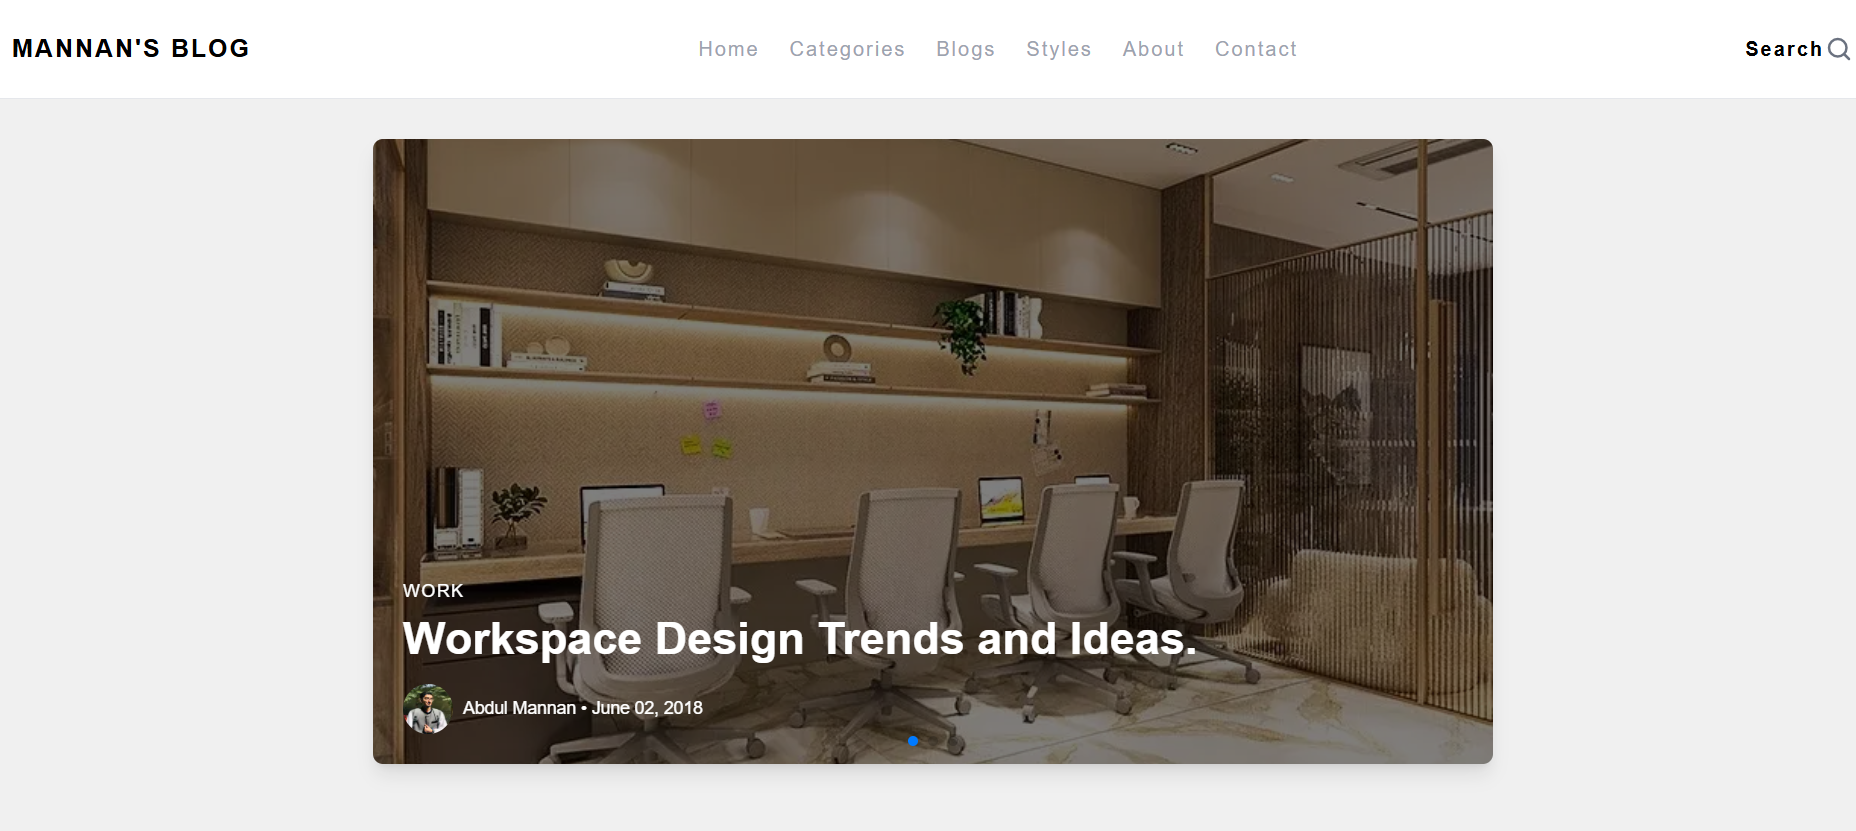 MANNAN'S BLOG
Home Categories Blogs Styles About Contact
Search
WORK
Workspace Design Trends and Ideas.
Abdul Mannan • June 02, 2018